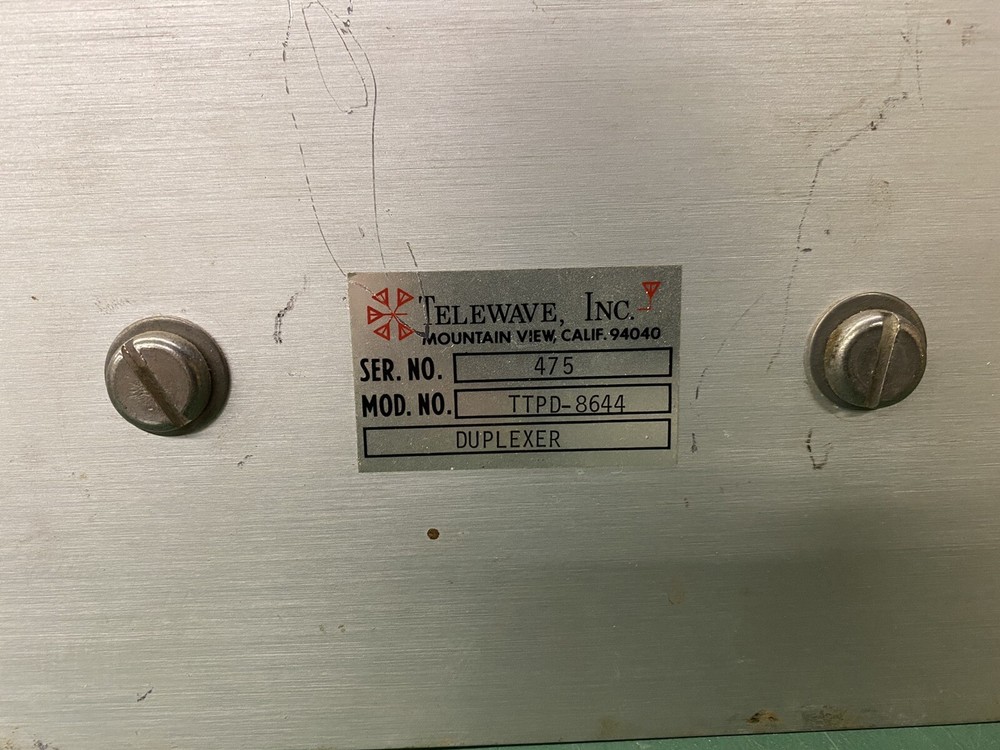 TELEWAVE, INC.
MOUNTAIN VIEW, CALIF. 94040
SER. NO. 475
MOD. NO. TTPD-8644
DUPLEXER